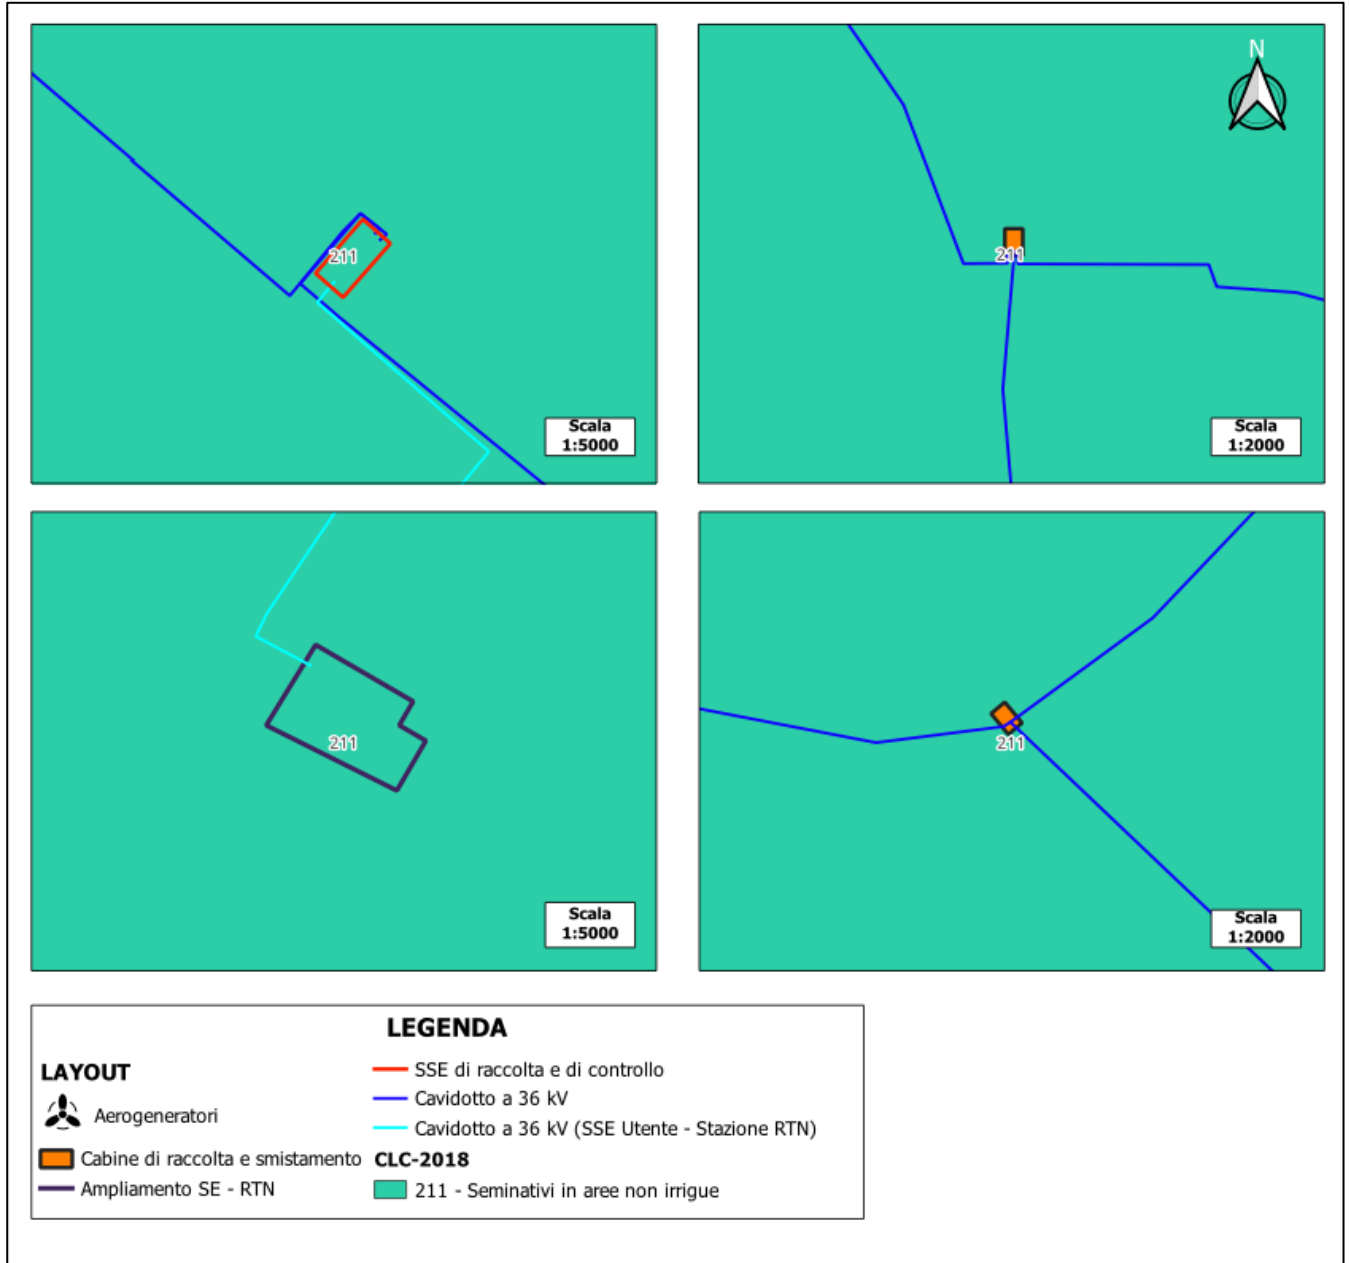 N
211
211
Scala
1:5000
Scala
1:2000
211
211
Scala
1:5000
Scala
1:2000
LEGENDA
LAYOUT
Aerogeneratori
Cabine di raccolta e smistamento
Ampliamento SE - RTN
SSE di raccolta e di controllo
Cavidotto a 36 kV
Cavidotto a 36 kV (SSE Utente - Stazione RTN)
CLC-2018
211 - Seminativi in aree non irrigue